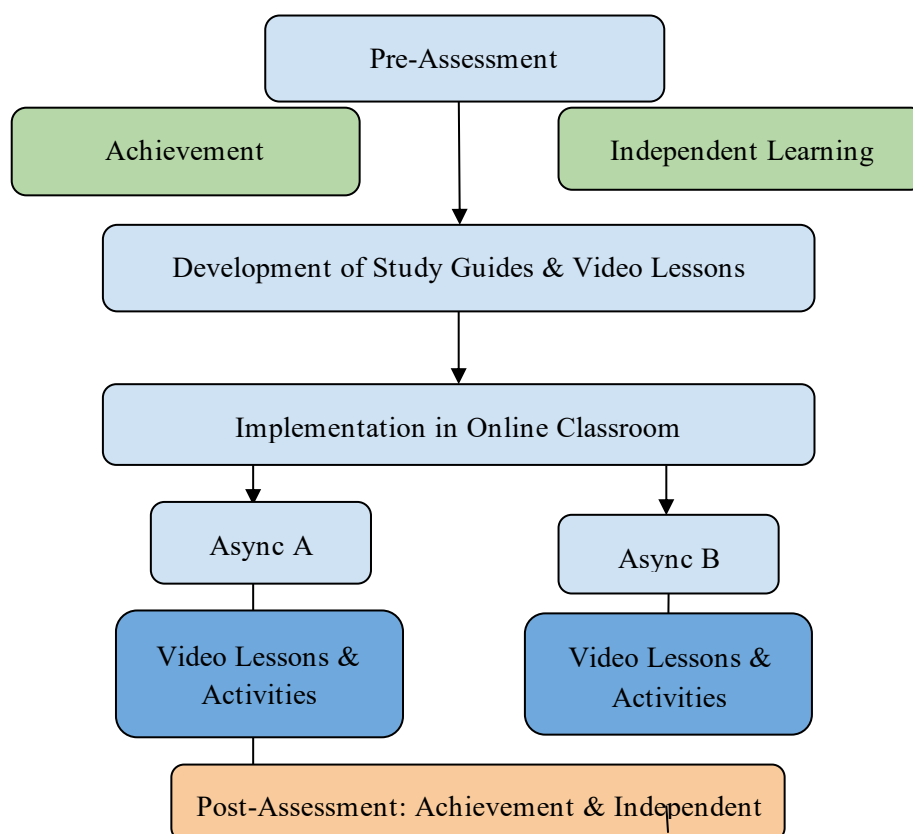 Pre-Assessment
Achievement
Independent Learning
Development of Study Guides & Video Lessons
Implementation in Online Classroom
Async A
Async B
Video Lessons &
Activities
Video Lessons &
Activities
Post-Assessment: Achievement & Independent